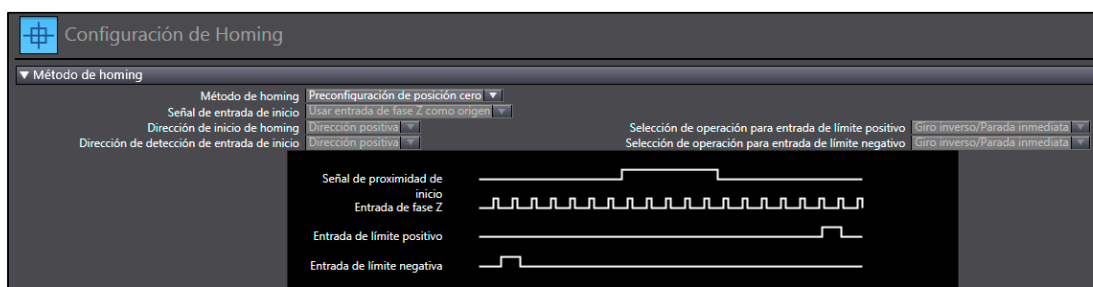 Configuración de Homing
▼ Método de homing
Método de homing Preconfiguración de posición cero ▼
Señal de entrada de inicio Usar entrada de fase Z como origen ▼
Dirección de inicio de homing Dirección positiva ▼ Selección de operación para entrada de límite positivo Giro inverso/Parada inmediata ▼
Dirección de detección de entrada de inicio Dirección positiva ▼ Selección de operación para entrada de límite negativo Giro inverso/Parada inmediata ▼
Señal de proximidad de
inicio
Entrada de fase Z
Entrada de límite positivo
Entrada de límite negativa